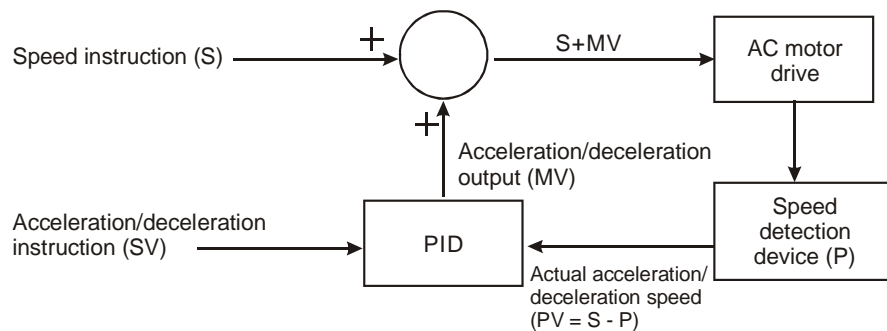 Speed instruction (S)
+
S+MV
AC motor
drive
+
Acceleration/deceleration
output (MV)
Acceleration/deceleration
instruction (SV)
PID
Speed
detection
device (P)
Actual acceleration/
deceleration speed
(PV = S - P)